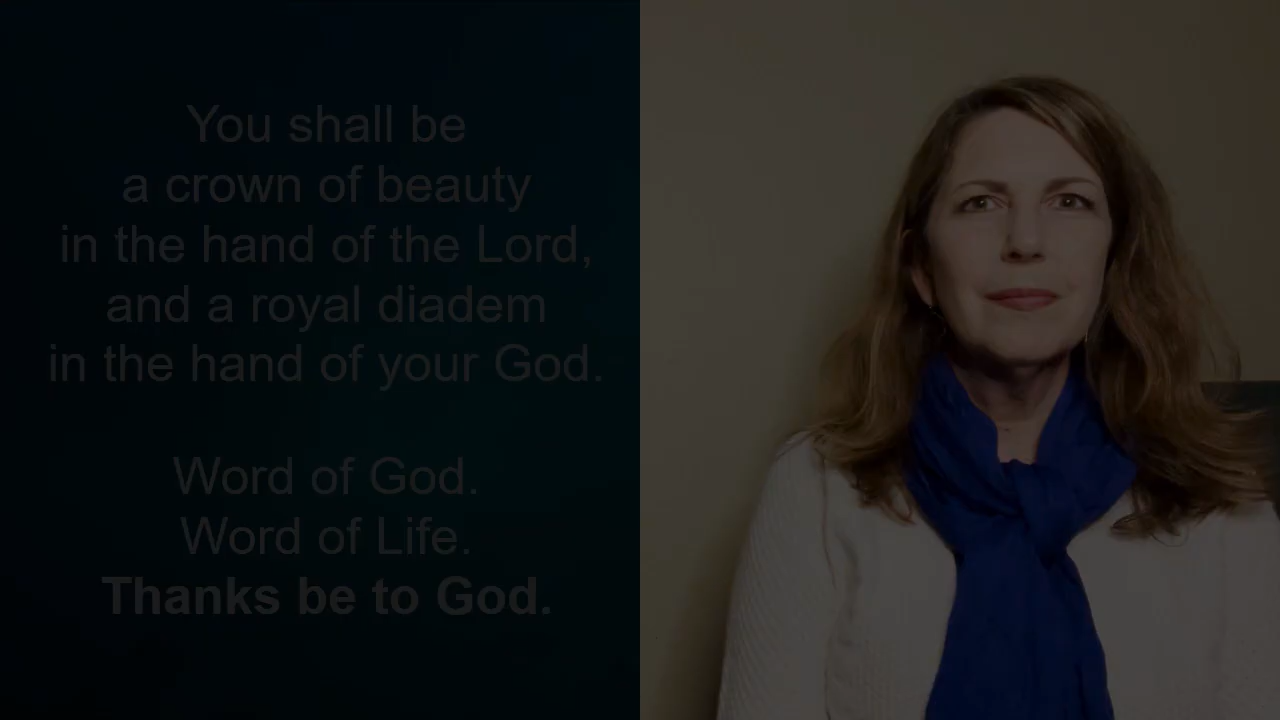 You shall be
a crown of beauty
in the hand of the Lord,
and a royal diadem
in the hand of your God.
Word of God.
Word of Life.
Thanks be to God.